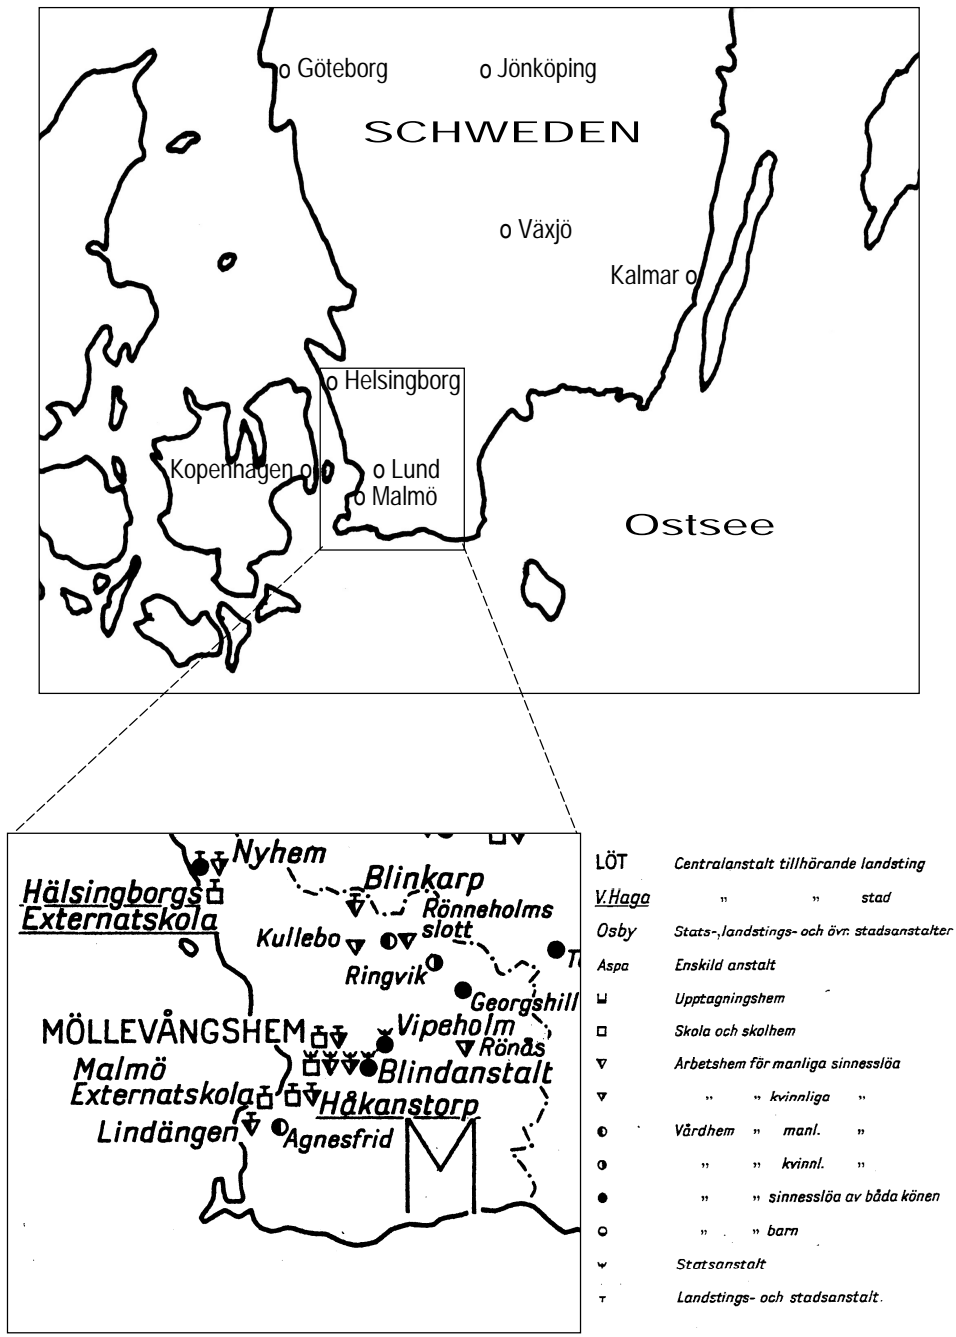 Göteborg
Jönköping
SCHWEDEN
Växjö
Kalmar
Helsingborg
Kopenhagen
Lund
Malmö
Ostsee
Nyhem
Blinkarp
Hälsingborgs
Externatskola
Rönneholms
slott
Kullebo
Ringvik
Georgshill
MÖLLEVÅNGSHEM
Vipeholm
Rönås
Malmö
Externatskola
Blindanstalt
Håkanstorp
Lindängen
Agnesfrid
M
LÖT Centralanstalt tillhörande landsting
V. Haga " " stad
Osby Stats-, landstings- och övr. stadsanstalter
Aspa Enskild anstalt
Upptagningshem
Skola och skolhem
Arbetshem för manliga sinnesslöa
" " kvinnliga "
Vårdhem " manl. "
" " kvinnl. "
" " sinnesslöa av båda könen
" " barn
Statsanstalt
Landstings- och stadsanstalt.